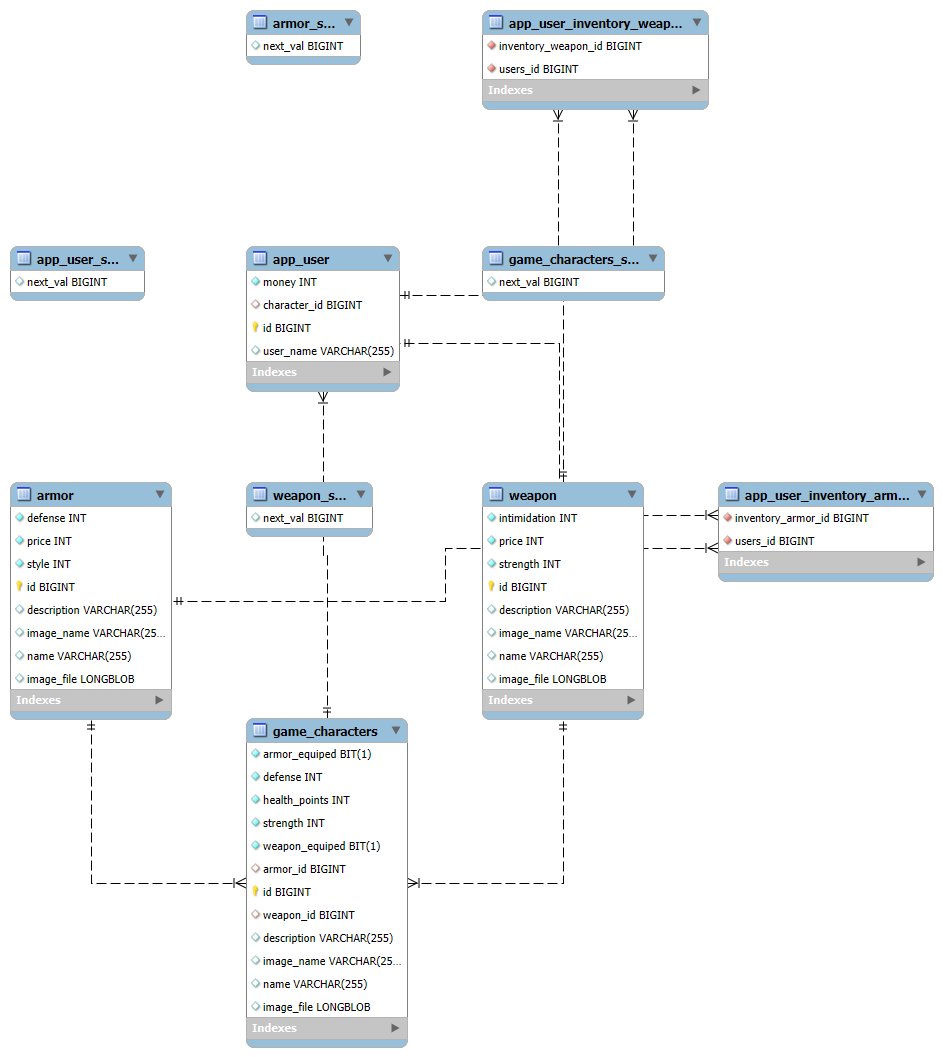 armor_s...
next_val BIGINT
app_user_inventory_weap...
inventory_weapon_id BIGINT
users_id BIGINT
Indexes
app_user_s...
next_val BIGINT
app_user
money INT
character_id BIGINT
id BIGINT
user_name VARCHAR(255)
Indexes
game_characters_s...
next_val BIGINT
armor
defense INT
price INT
style INT
id BIGINT
description VARCHAR(255)
image_name VARCHAR(25...
name VARCHAR(255)
image_file LONGBLOB
Indexes
weapon_s...
next_val BIGINT
weapon
intimidation INT
price INT
strength INT
id BIGINT
description VARCHAR(255)
image_name VARCHAR(25...
name VARCHAR(255)
image_file LONGBLOB
Indexes
app_user_inventory_arm...
inventory_armor_id BIGINT
users_id BIGINT
Indexes
game_characters
armor_equiped BIT(1)
defense INT
health_points INT
strength INT
weapon_equiped BIT(1)
armor_id BIGINT
id BIGINT
weapon_id BIGINT
description VARCHAR(255)
image_name VARCHAR(25...
name VARCHAR(255)
image_file LONGBLOB
Indexes